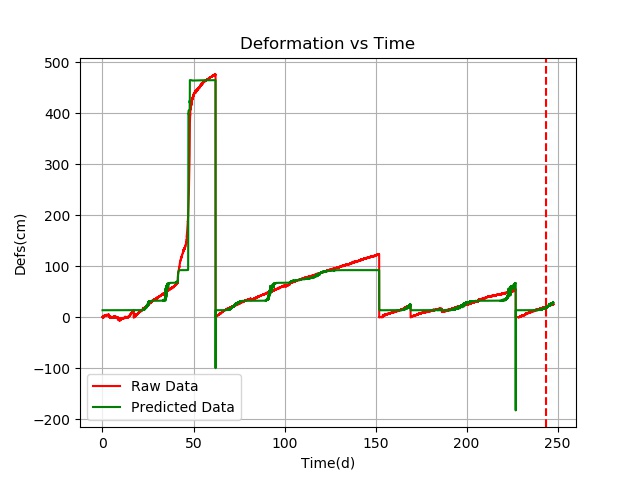 Deformation vs Time
500
400
300
200
100
0
−100
−200
Defs(cm)
Raw Data
Predicted Data
0 50 100 150 200 250
Time(d)